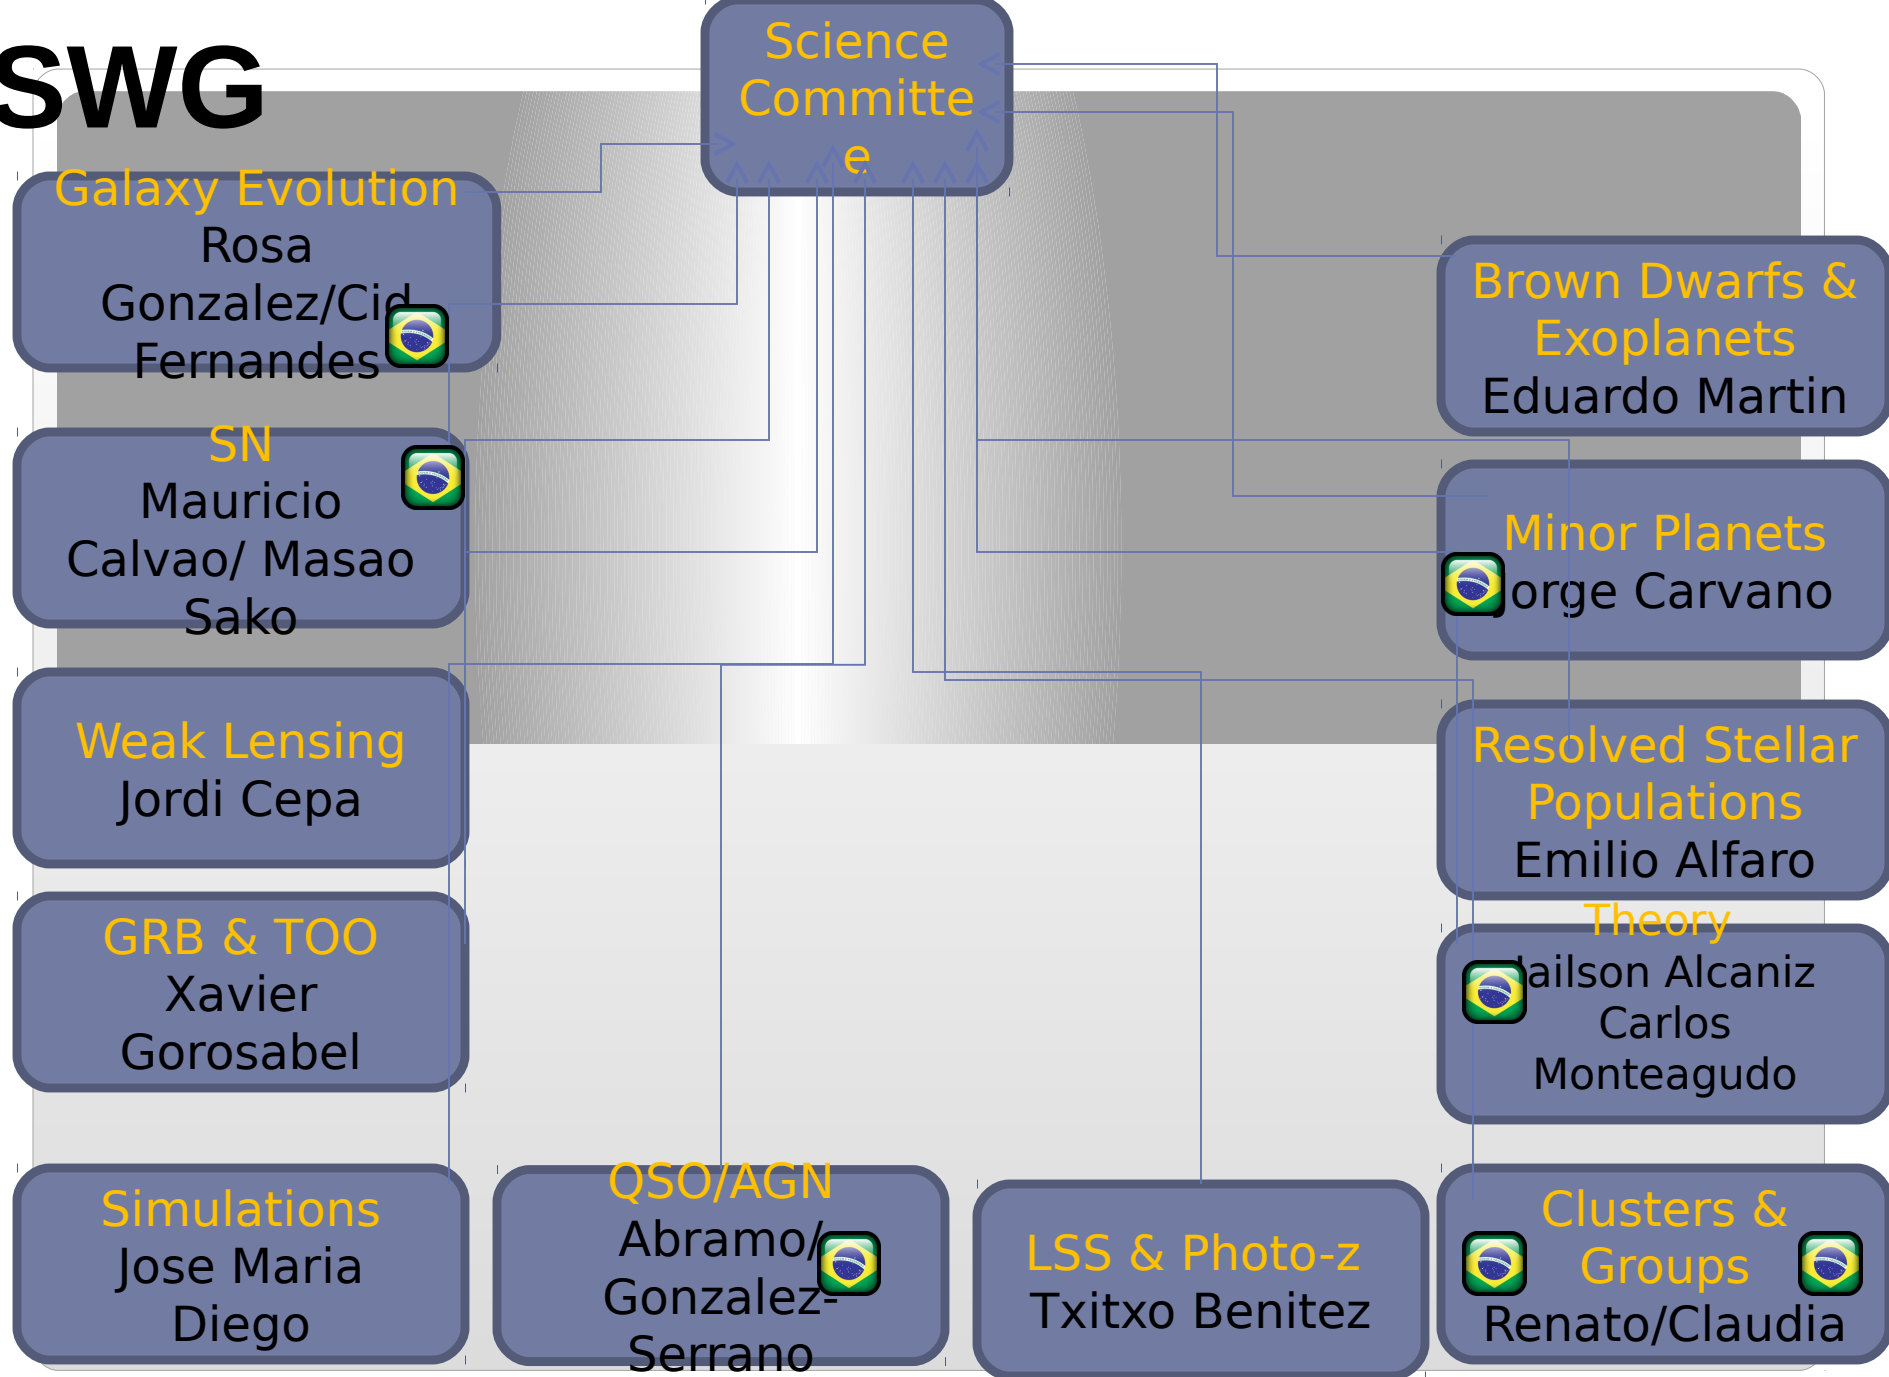 SWG
Science
Committe
e
Galaxy Evolution
Rosa
Gonzalez/Cid
Fernandes
SN
Mauricio
Calvao/ Masao
Sako
Weak Lensing
Jordi Cepa
GRB & TOO
Xavier
Gorosabel
Simulations
Jose Maria
Diego
QSO/AGN
Abramo/
Gonzalez-
Serrano
LSS & Photo-z
Txitxo Benitez
Brown Dwarfs &
Exoplanets
Eduardo Martin
Minor Planets
Jorge Carvano
Resolved Stellar
Populations
Emilio Alfaro
Theory
Jailson Alcaniz
Carlos
Monteagudo
Clusters &
Groups
Renato/Claudia